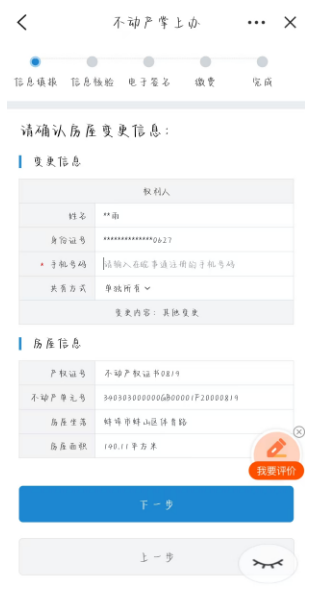 不动产掌上办
信息填报 信息核验 电子签名 缴费 完成
请确认房屋变更信息:
变更信息
权利人
姓名 **雨
身份证号 **************0627
* 手机号码 请输入在皖事通注册的手机号码
共有方式 单独所有
变更内容: 其他变更
房屋信息
产权证号 不动产权证书0819
不动产单元号 340303000000GB00001F20000819
房屋坐落 蚌埠市蚌山区体育路
房屋面积 140.11平方米
我要评价
下一步
上一步